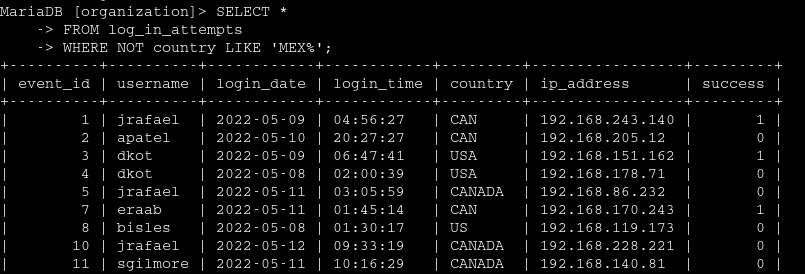 MariaDB [organization]> SELECT *
    -> FROM log_in_attempts
    -> WHERE NOT country LIKE 'MEX%';
+----------+----------+------------+------------+---------+-----------------+---------+
| event_id | username | login_date | login_time | country | ip_address      | success |
+----------+----------+------------+------------+---------+-----------------+---------+
|        1 | jrafael  | 2022-05-09 | 04:56:27   | CAN     | 192.168.243.140 |       1 |
|        2 | apatel   | 2022-05-10 | 20:27:27   | CAN     | 192.168.205.12  |       0 |
|        3 | dkot     | 2022-05-09 | 06:47:41   | USA     | 192.168.151.162 |       1 |
|        4 | dkot     | 2022-05-08 | 02:00:39   | USA     | 192.168.178.71  |       0 |
|        5 | jrafael  | 2022-05-11 | 03:05:59   | CANADA  | 192.168.86.232  |       0 |
|        7 | eraab    | 2022-05-11 | 01:45:14   | CAN     | 192.168.170.243 |       1 |
|        8 | bisles   | 2022-05-08 | 01:30:17   | US      | 192.168.119.173 |       0 |
|       10 | jrafael  | 2022-05-12 | 09:33:19   | CANADA  | 192.168.228.221 |       0 |
|       11 | sgilmore | 2022-05-11 | 10:16:29   | CANADA  | 192.168.140.81  |       0 |